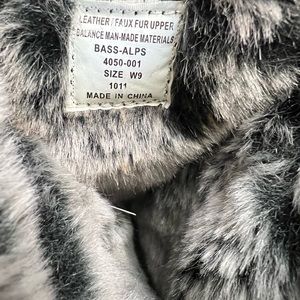 LEATHER/FAUX FUR UPPER
BALANCE MAN-MADE MATERIALS
BASS-ALPS
4050-001
SIZE W9
1011
MADE IN CHINA